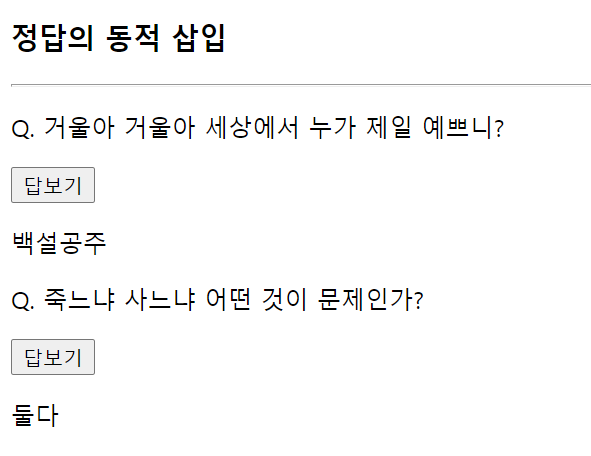 정답의 동적 삽입
Q. 거울아 거울아 세상에서 누가 제일 예쁘니?
답보기
백설공주
Q. 죽느냐 사느냐 어떤 것이 문제인가?
답보기
둘다